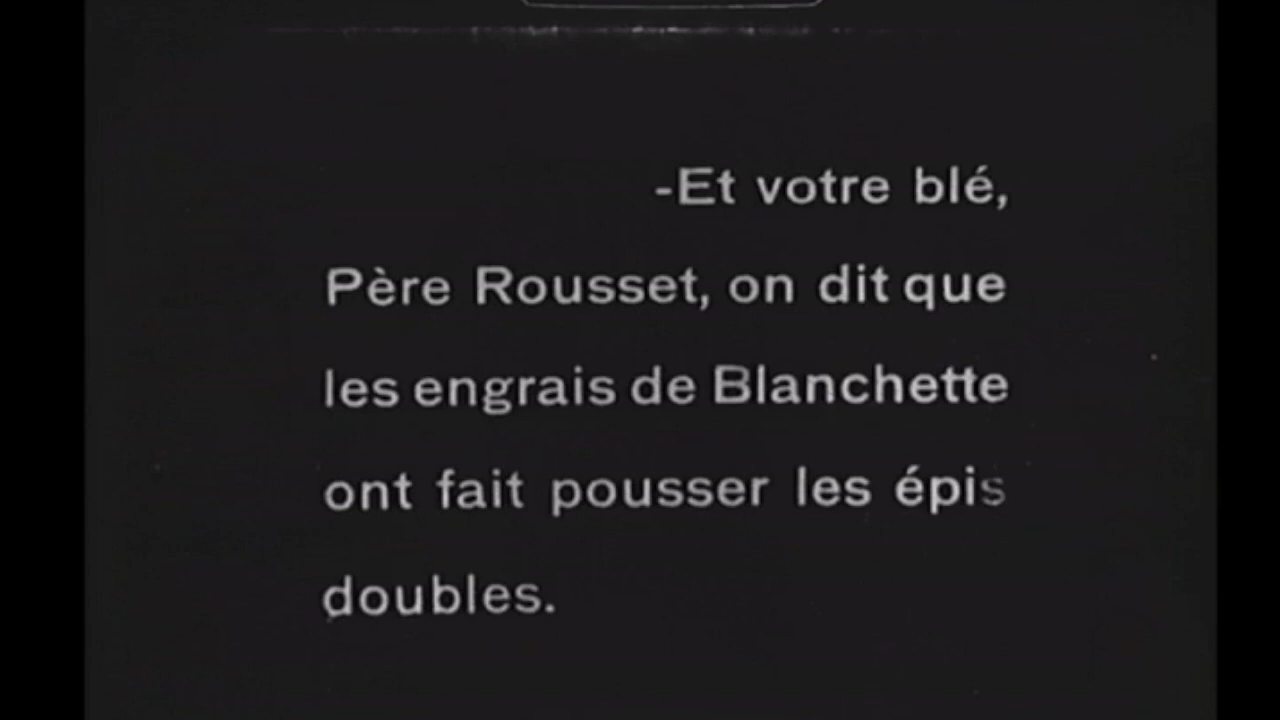 -Et votre blé,
Père Rousset, on dit que
les engrais de Blanchette
ont fait pousser les épis
doubles.